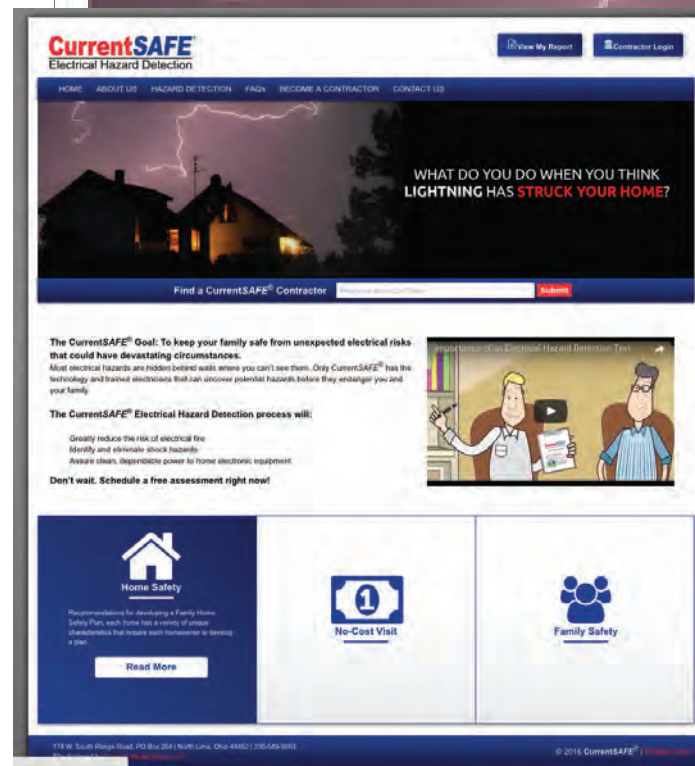 CurrentSAFE®
Electrical Hazard Detection
View My Report
Contractor Login
HOME ABOUT US HAZARD DETECTION FAQs BECOME A CONTRACTOR CONTACT US
WHAT DO YOU DO WHEN YOU THINK
LIGHTNING HAS STRUCK YOUR HOME?
Find a CurrentSAFE® Contractor
Submit
The CurrentSAFE® Goal: To keep your family safe from unexpected electrical risks
that could have devastating circumstances.
Most electrical hazards are hidden behind walls where you can't see them. Only CurrentSAFE® has the
technology and trained electricians that can uncover potential hazards before they endanger you and
your family.
Importance of an Electrical Hazard Detection Test
The CurrentSAFE® Electrical Hazard Detection process will:
Greatly reduce the risk of electrical fire
Identify and eliminate shock hazards
Assure clean, dependable power to home electronic equipment
Don't wait. Schedule a free assessment right now!
Home Safety
Recommendations for developing a Family Home
Safety Plan, each home has a variety of unique
characteristics that require each homeowner to develop
a plan.
Read More
1
No-Cost Visit
Family Safety
174 W. South Range Road, PO Box 264 | North Lima, Ohio 44452 | 330-549-
© 2016 CurrentSAFE® |